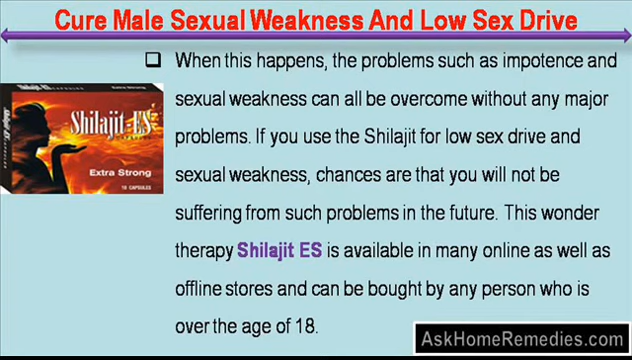 Cure Male Sexual Weakness And Low Sex Drive
When this happens, the problems such as impotence and
sexual weakness can all be overcome without any major
problems. If you use the Shilajit for low sex drive and
sexual weakness, chances are that you will not be
suffering from such problems in the future. This wonder
therapy Shilajit ES is available in many online as well as
offline stores and can be bought by any person who is
over the age of 18.
Extra Strong
Shilajit-ES
Extra Strong
10 CAPSULES
AskHomeRemedies.com